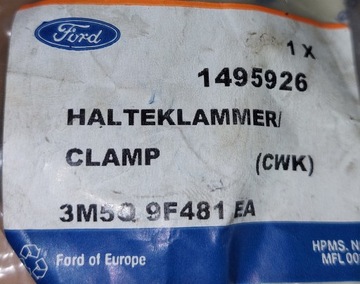 Ford
1 X
1495926
HALTEKLAMMER/
CLAMP (CWK)
3M5Q 9F481 EA
Ford of Europe
HPMS. N
MFL 00